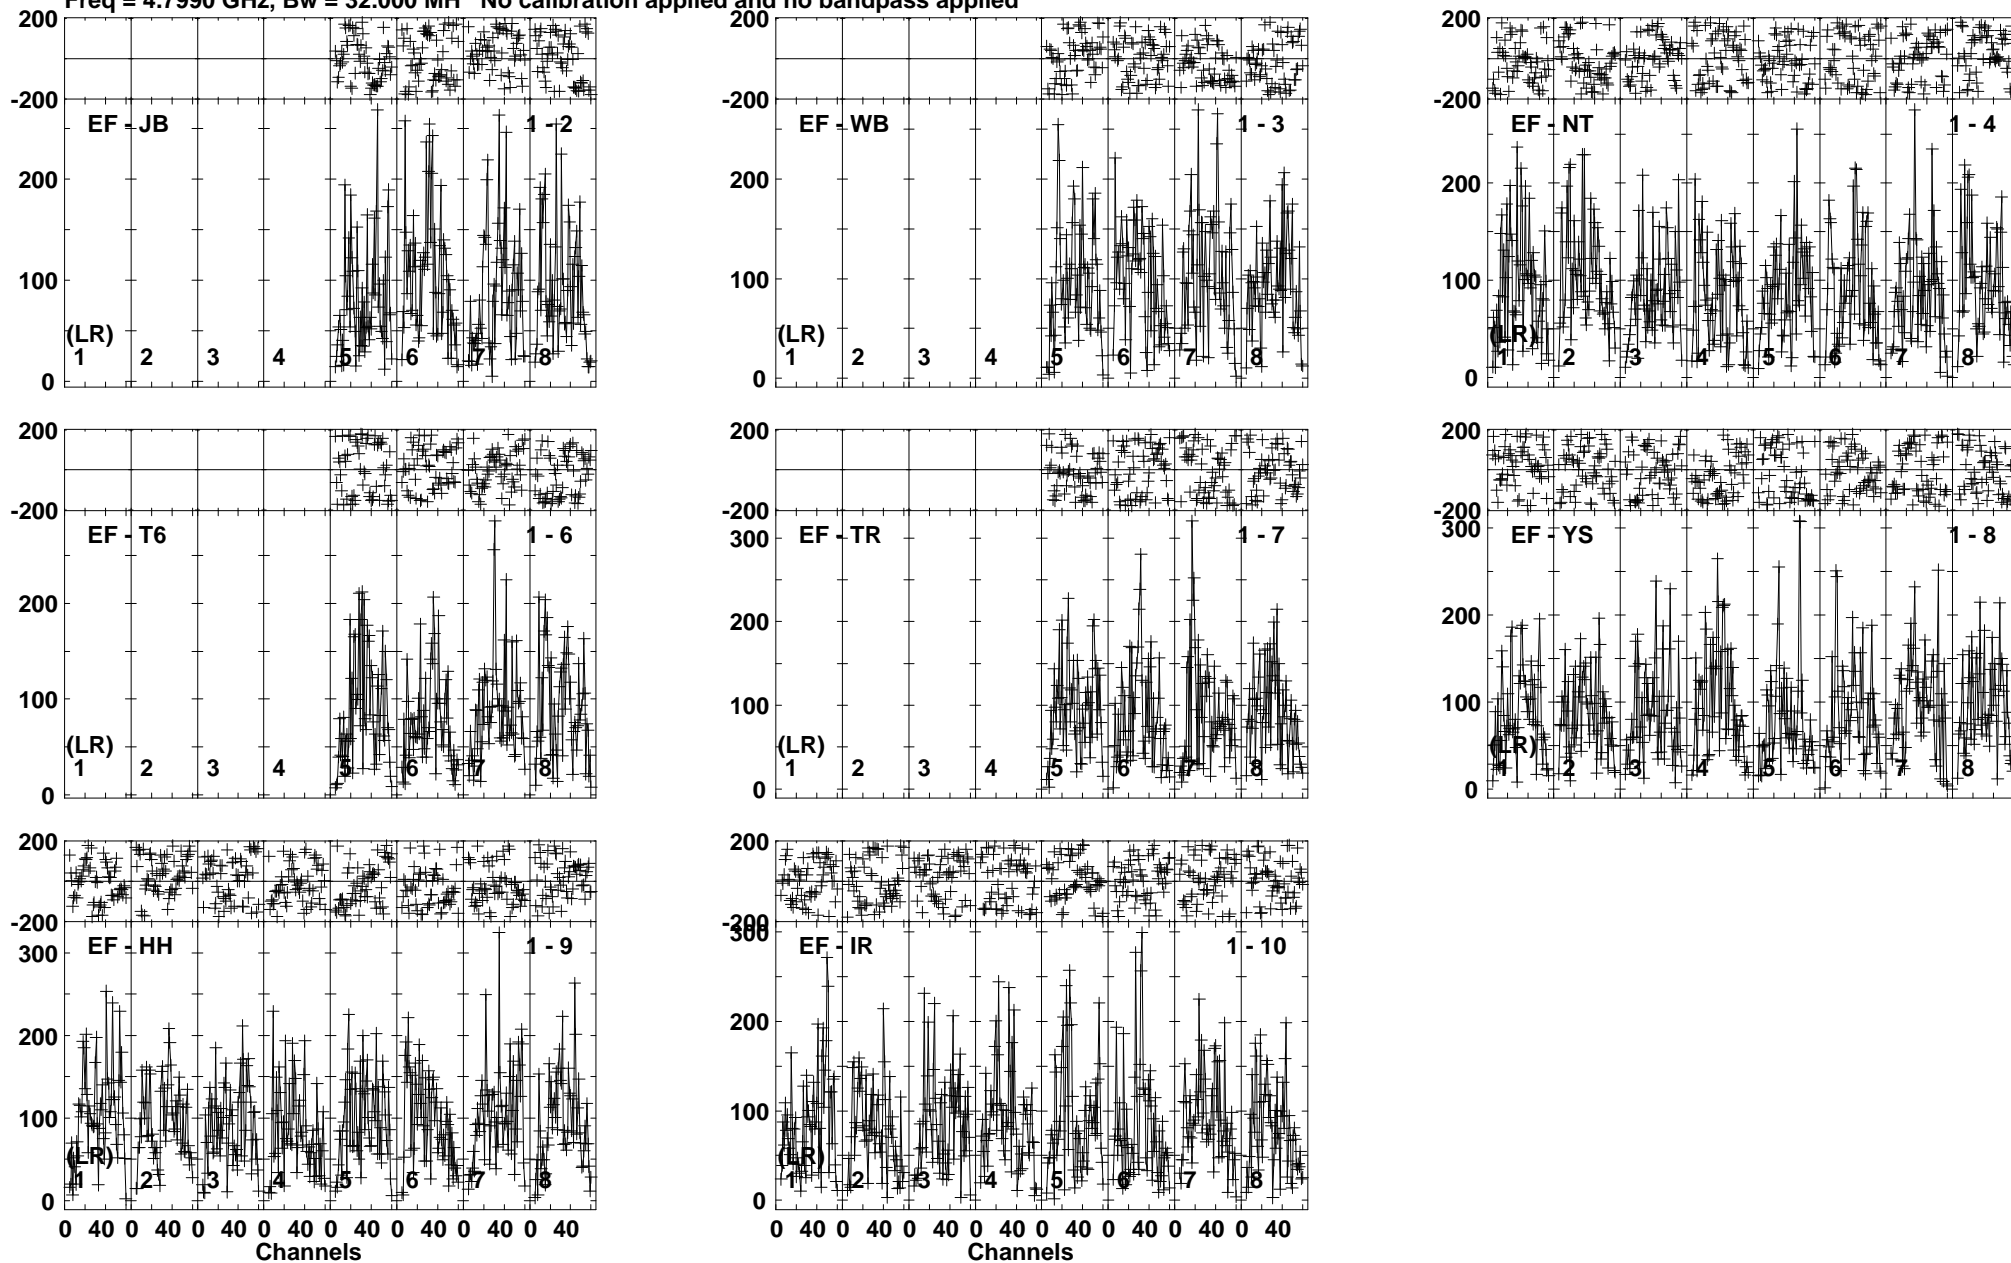 Freq = 4.7990 GHz, Bw = 32.000 MH No calibration applied and no bandpass applied
200
-200
EF - JB 1 - 2
200
100
0
(LR)
1 2 3 4 5 6 7 8
200
-200
EF - WB 1 - 3
200
100
0
(LR)
1 2 3 4 5 6 7 8
200
-200
EF - NT 1 - 4
200
100
0
(LR)
1 2 3 4 5 6 7 8
200
-200
EF - T6 1 - 6
200
100
0
(LR)
1 2 3 4 5 6 7 8
200
-200
EF - TR 1 - 7
300
200
100
0
(LR)
1 2 3 4 5 6 7 8
200
-200
EF - YS 1 - 8
300
200
100
0
(LR)
1 2 3 4 5 6 7 8
200
-200
EF - HH 1 - 9
300
200
100
0
(LR)
1 2 3 4 5 6 7 8
0 40 0 40 0 40 0 40 0 40 0 40 0 40 0 40
Channels
200
-200
EF - IR 1 - 10
300
200
100
0
(LR)
1 2 3 4 5 6 7 8
0 40 0 40 0 40 0 40 0 40 0 40 0 40 0 40
Channels